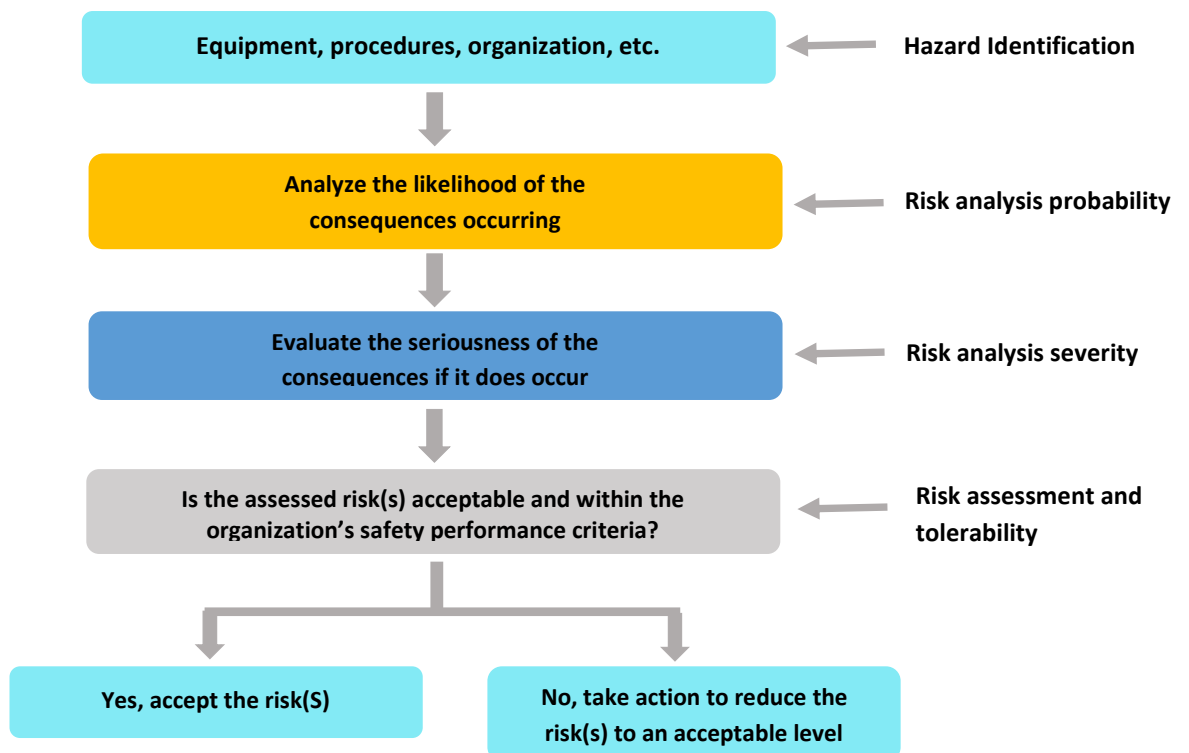 Equipment, procedures, organization, etc.
Hazard Identification
Analyze the likelihood of the
consequences occurring
Risk analysis probability
Evaluate the seriousness of the
consequences if it does occur
Risk analysis severity
Is the assessed risk(s) acceptable and within the
organization’s safety performance criteria?
Risk assessment and
tolerability
Yes, accept the risk(S)
No, take action to reduce the
risk(s) to an acceptable level